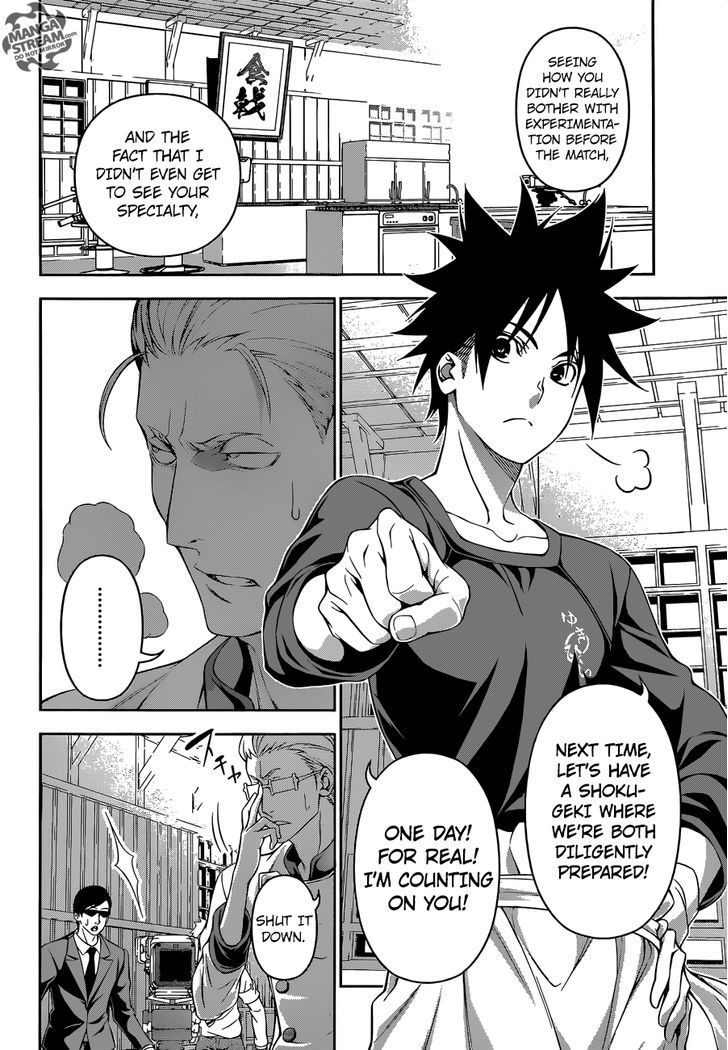 MANGA
STREAM.COM
DO NOT MIRROR
食
戟
SEEING
HOW YOU
DIDN'T REALLY
BOTHER WITH
EXPERIMENTA-
TION BEFORE
THE MATCH,
AND THE
FACT THAT I
DIDN'T EVEN GET
TO SEE YOUR
SPECIALTY,
..........
NEXT TIME,
LET'S HAVE
A SHOKU-
GEKI WHERE
WE'RE BOTH
DILIGENTLY
PREPARED!
ONE DAY!
FOR REAL!
I'M COUNTING
ON YOU!
SHUT IT
DOWN.